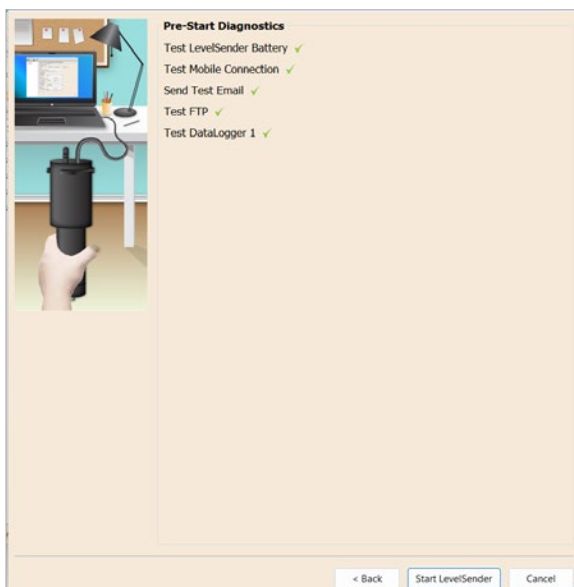 Pre-Start Diagnostics
Test LevelSender Battery ✓
Test Mobile Connection ✓
Send Test Email ✓
Test FTP ✓
Test DataLogger 1 ✓
< Back
Start LevelSender
Cancel